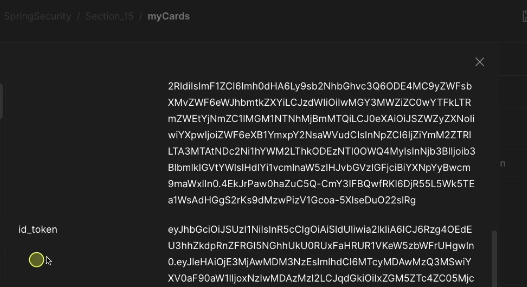 SpringSecurity / Section_15 / myCards
2RldiIsImF1ZCI6Imh0dHA6Ly9sb2NhbGhvc3Q6ODE4MC9yZWFsb
XMvZWF6eWJhbmtkZXYiLCJzdWIiOiIwMGY3MWZiZC0wYTFkLTR
mZWEtYjNmZC1lMGM1NTNhMjBmMTQiLCJ0eXAiOiJSZWZyZXNoIi
wiYXpwIjoiZWF6eXB1YmxpY2NsaWVudCIsInNpZCI6IjZiYmM2ZTRl
LTA3MTAtNDc2Ni1hYWM2LThkODEzNTI0OWQ4MyIsInNjb3BlIjoib3
BlbmlkIGVtYWlsIHdlYi1vcmlnaW5zIHJvbGVzIGFjciBiYXNpYyBwcm
9maWxlIn0.4EkJrPaw0haZuC5Q-CmY3IFBQwfRKl6DjR55L5Wk5TE
a1WsAdHGgS2rKs9dMzwPizV1Gcoa-5XlseDuO22sIRg
id_token
eyJhbGciOiJSUzI1NiIsInR5cCIgOiAiSldUIiwia2lkIiA6ICJ6Rzg4OEdE
U3hhZkdpRnZFRGI5NGhhUkU0RUxFaHRUR1VKeW5zbWFrUHgwIn
0.eyJleHAiOjE3MjAwMDM3NzEsImlhdCI6MTcyMDAwMzQ3MSwiY
XV0aF90aW1lIjoxNzIwMDAzMzI2LCJqdGkiOiIxZGM5ZTc4ZC05Mjc